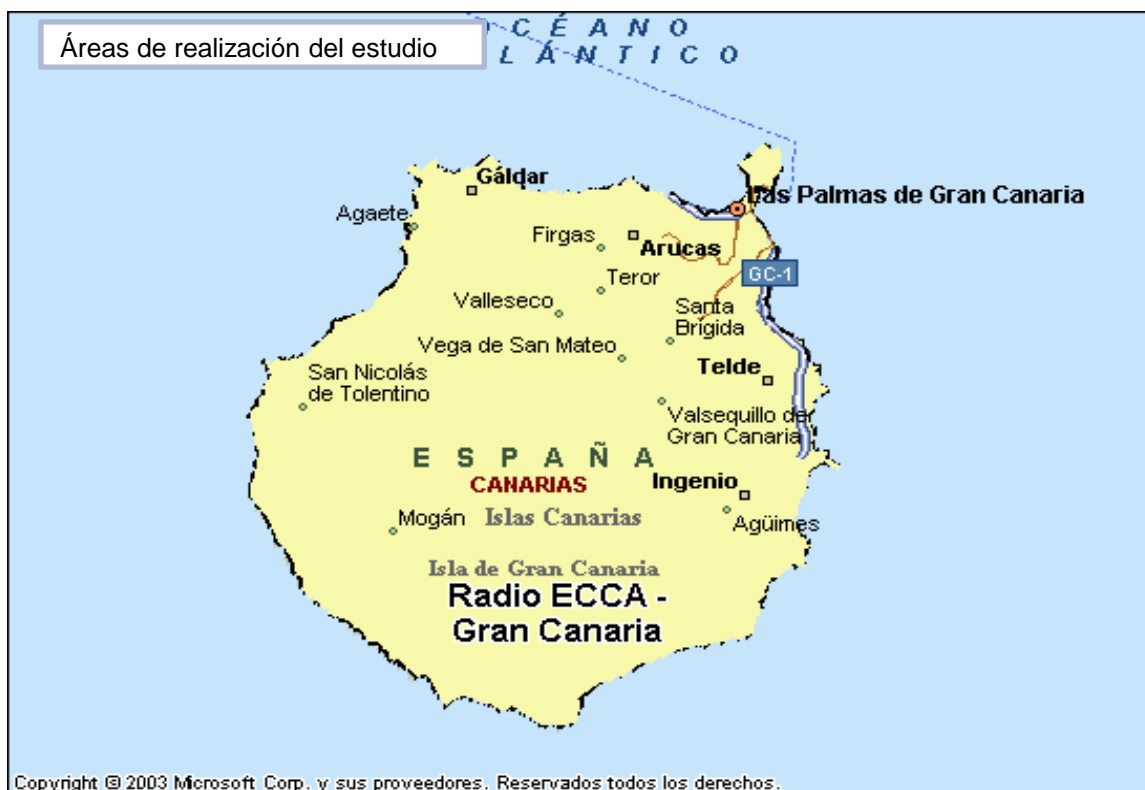 OCÉANO
Áreas de realización del estudio
LÁNTICO
Gáldar
Las Palmas de Gran Canaria
Agaete
Firgas
Arucas
GC-1
Teror
Valleseco
Santa
Brígida
Vega de San Mateo
Telde
San Nicolás
de Tolentino
Valsequillo de
Gran Canaria
ESPAÑA
CANARIAS
Ingenio
Mogán
Islas Canarias
Agüimes
Isla de Gran Canaria
Radio ECCA -
Gran Canaria
Copyright © 2003 Microsoft Corp. y sus proveedores. Reservados todos los derechos.